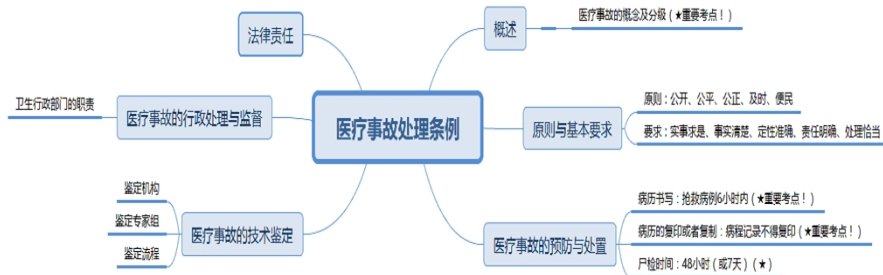 医疗事故处理条例
概述
医疗事故的概念及分级（★重要考点！）
原则与基本要求
原则：公开、公平、公正、及时、便民
要求：实事求是、事实清楚、定性准确、责任明确、处理恰当
医疗事故的预防与处置
病历书写：抢救病例6小时内（★重要考点！）
病历的复印或者复制：病程记录不得复印（★重要考点！）
尸检时间：48小时（或7天）（★）
医疗事故的技术鉴定
鉴定机构
鉴定专家组
鉴定流程
医疗事故的行政处理与监督
卫生行政部门的职责
法律责任